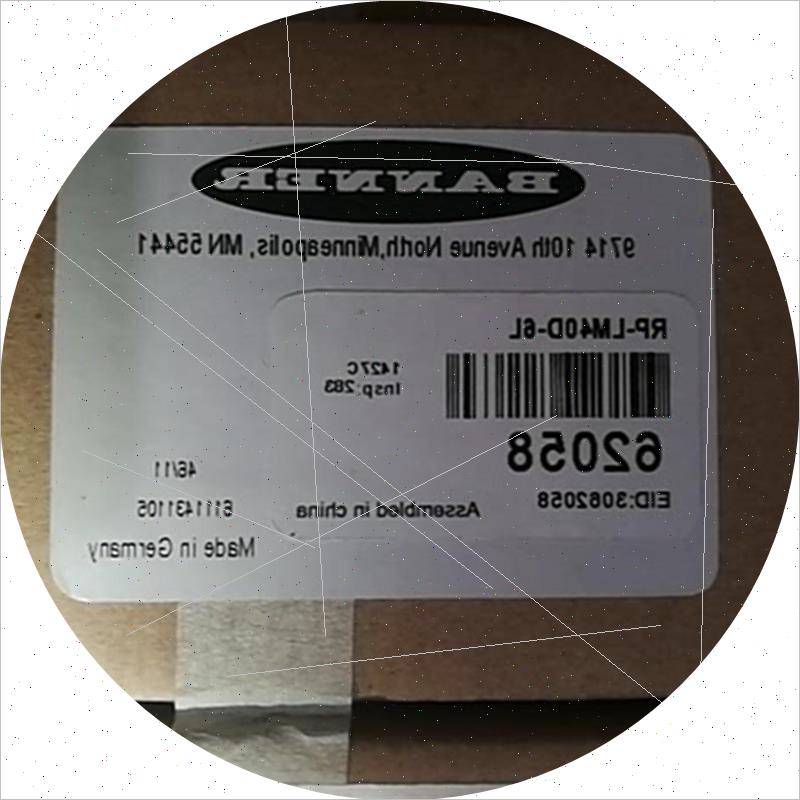 BANNER
9714 10th Avenue North,Minneapolis, MN 55441
RP-LM40D-6L
1427C
Insp:283
62058
EID:3062058
Assembled in china
46/11
5111431105
Made in Germany